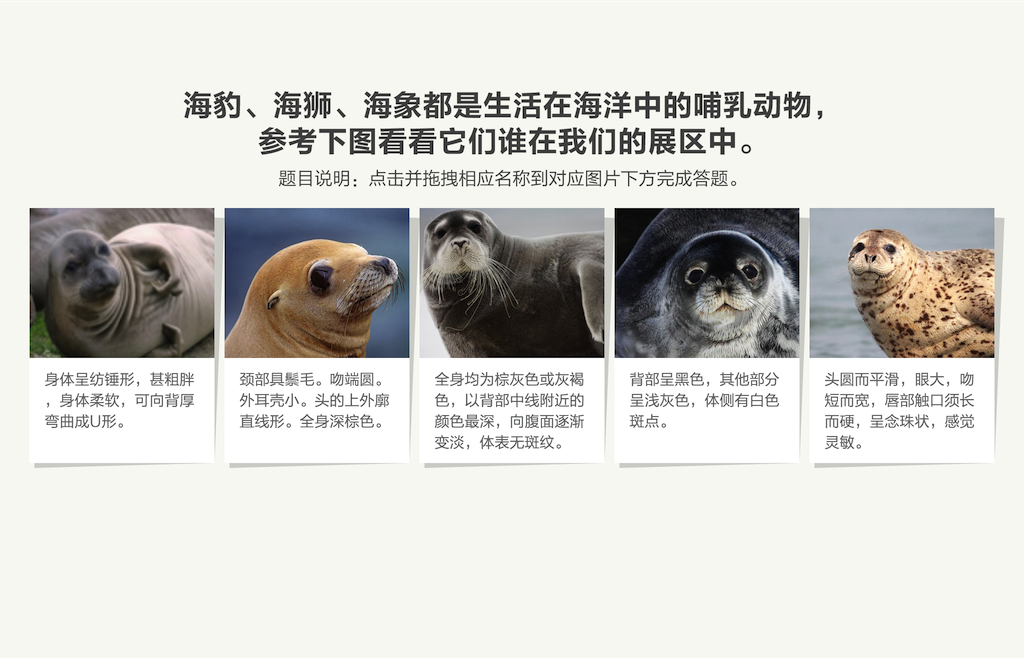 海豹、海狮、海象都是生活在海洋中的哺乳动物，
参考下图看看它们谁在我们的展区中。
题目说明：点击并拖拽相应名称到对应图片下方完成答题。
身体呈纺锤形，甚粗胖
，身体柔软，可向背厚
弯曲成U形。
颈部具鬃毛。吻端圆。
外耳壳小。头的上外廓
直线形。全身深棕色。
全身均为棕灰色或灰褐
色，以背部中线附近的
颜色最深，向腹面逐渐
变淡，体表无斑纹。
背部呈黑色，其他部分
呈浅灰色，体侧有白色
斑点。
头圆而平滑，眼大，吻
短而宽，唇部触口须长
而硬，呈念珠状，感觉
灵敏。